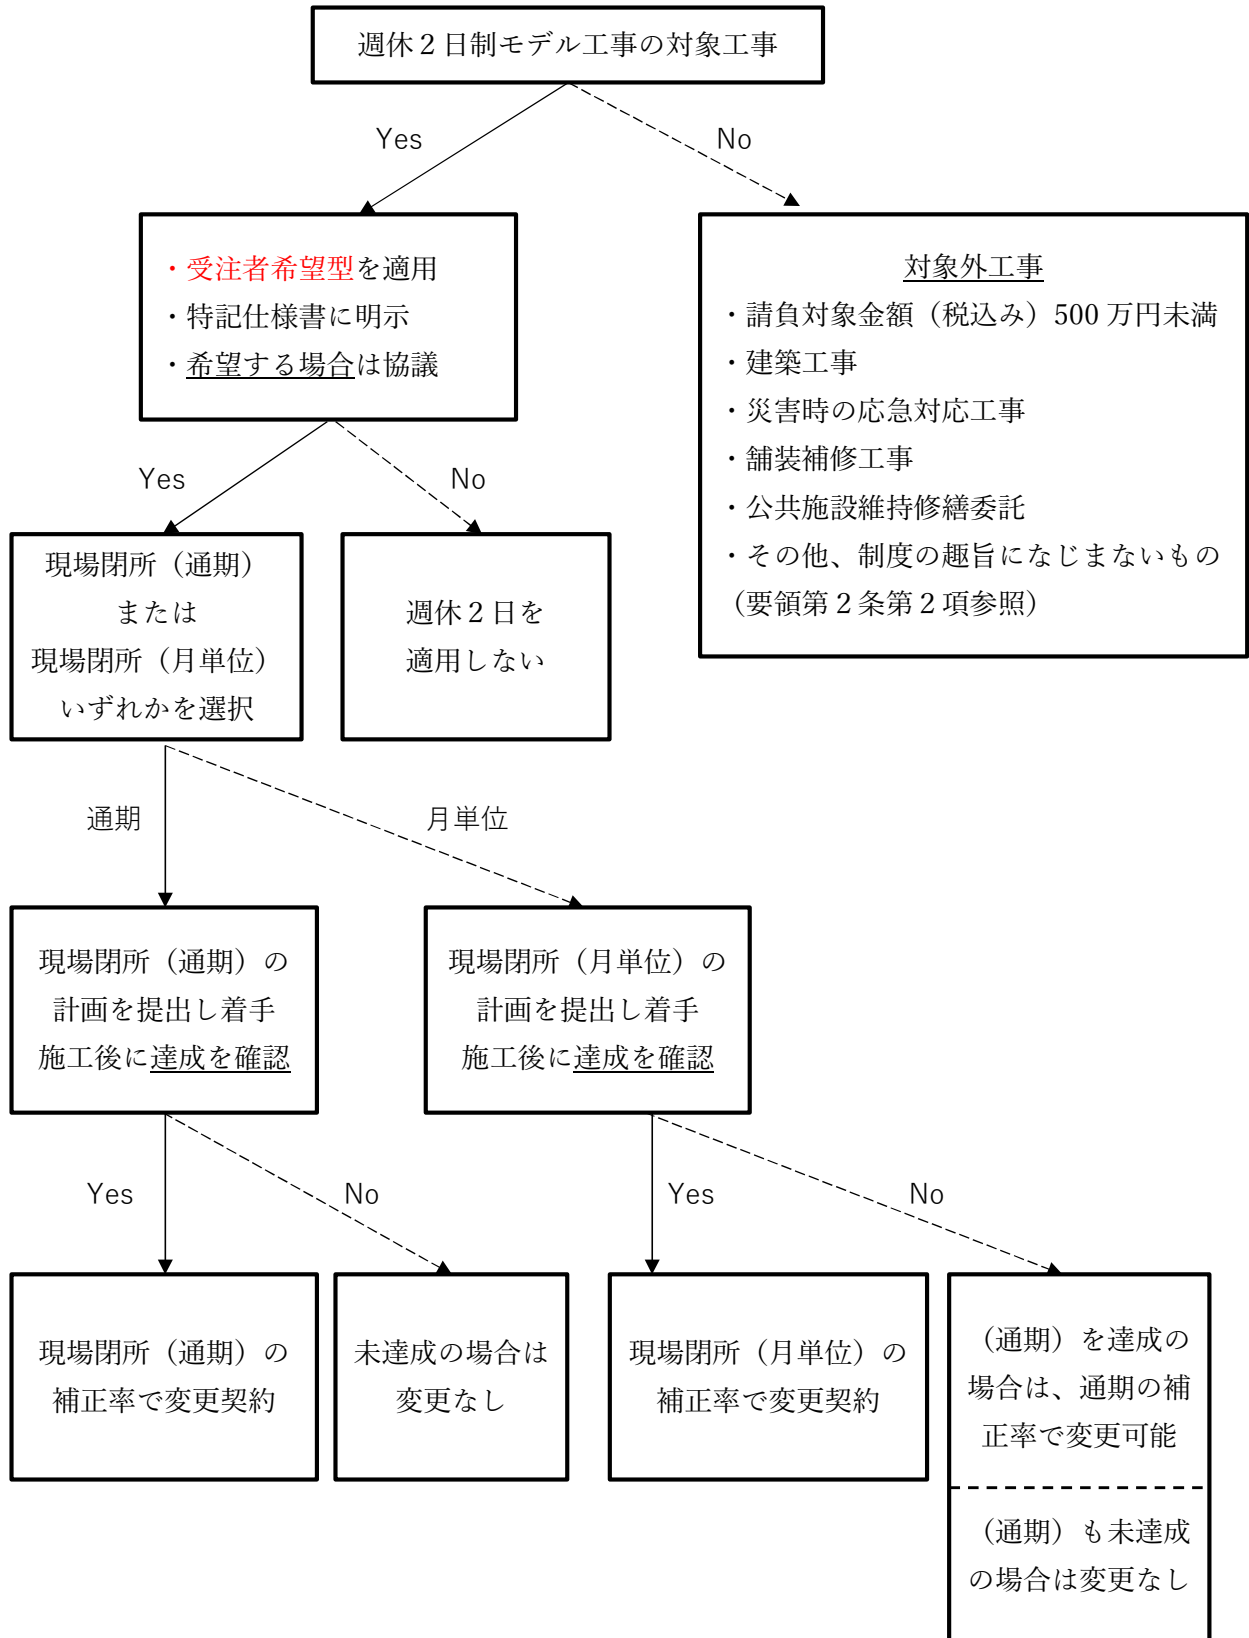 週休２日制モデル工事の対象工事
Yes
No
・受注者希望型を適用
・特記仕様書に明示
・希望する場合は協議
対象外工事
・請負対象金額（税込み）500 万円未満
・建築工事
・災害時の応急対応工事
・舗装補修工事
・公共施設維持修繕委託
・その他、制度の趣旨になじまないもの
（要領第２条第２項参照）
Yes
No
現場閉所（通期）
または
現場閉所（月単位）
いずれかを選択
週休２日を
適用しない
通期
月単位
現場閉所（通期）の
計画を提出し着手
施工後に達成を確認
現場閉所（月単位）の
計画を提出し着手
施工後に達成を確認
Yes
No
Yes
No
現場閉所（通期）の
補正率で変更契約
未達成の場合は
変更なし
現場閉所（月単位）の
補正率で変更契約
（通期）を達成の
場合は、通期の補
正率で変更可能
（通期）も未達成
の場合は変更なし